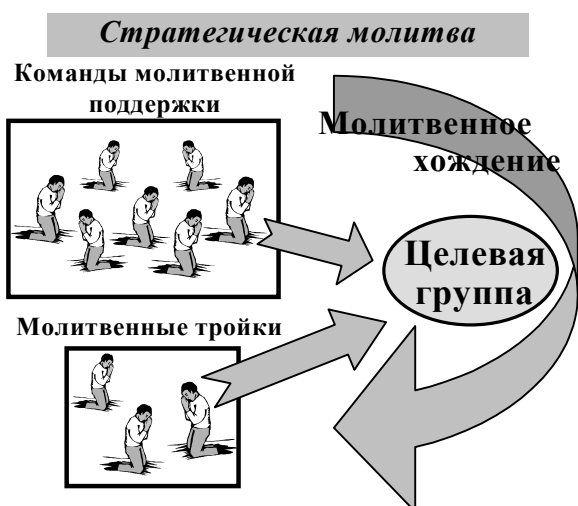 Стратегическая молитва
Команды молитвенной
поддержки
Молитвенное
хождение
Целевая
группа
Молитвенные тройки